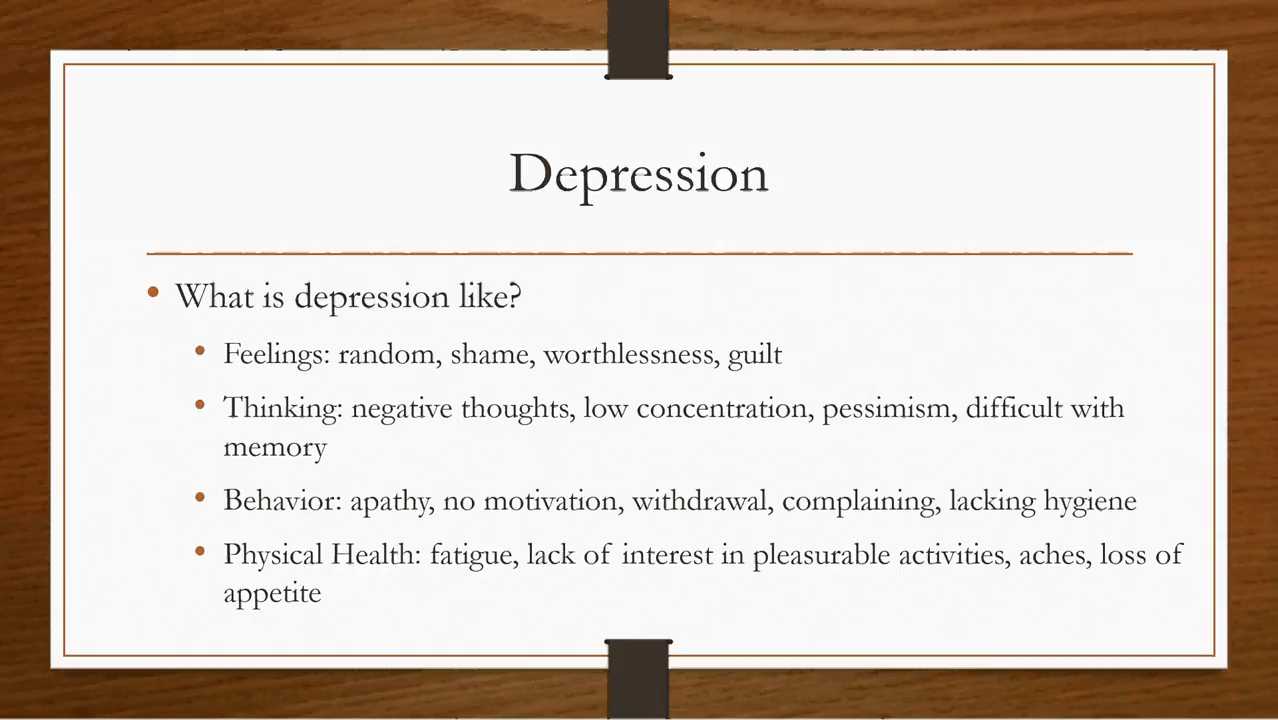 Depression
What is depression like?
Feelings: random, shame, worthlessness, guilt
Thinking: negative thoughts, low concentration, pessimism, difficult with
memory
Behavior: apathy, no motivation, withdrawal, complaining, lacking hygiene
Physical Health: fatigue, lack of interest in pleasurable activities, aches, loss of
appetite